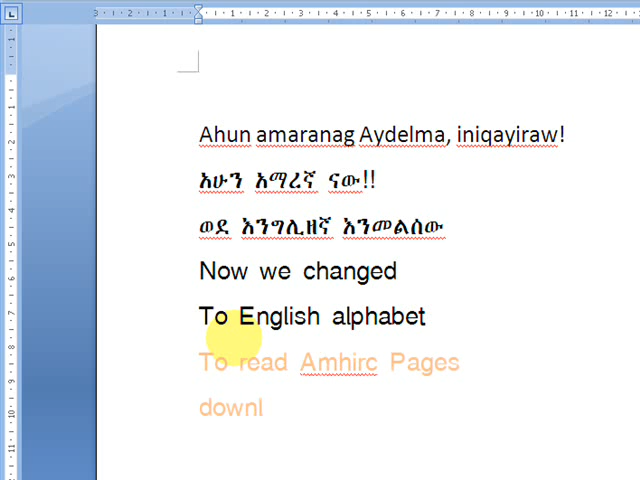 Ahun amaranag Aydelma, iniqayiraw!
አሁን አማረኛ ናው!!
ወደ እንግሊዘኛ እንመልሰው
Now we changed
To English alphabet
To read Amhirc Pages
downl